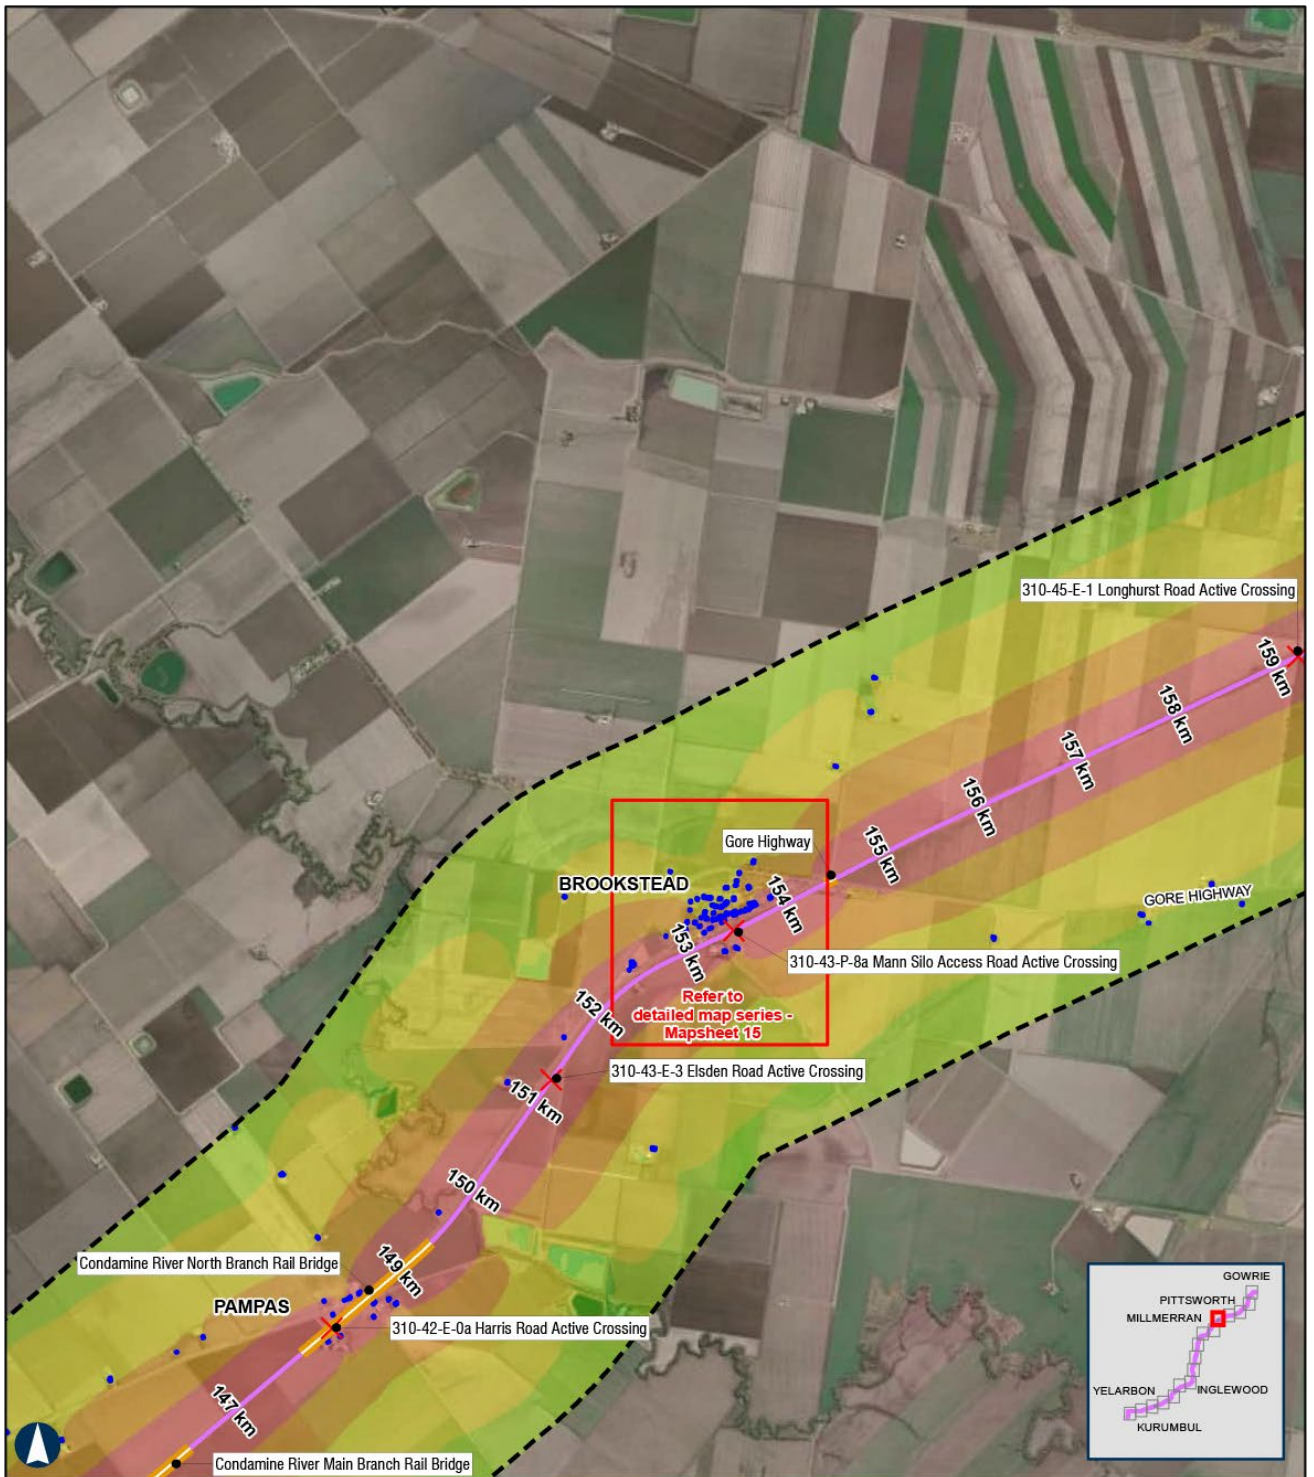 310-45-E-1 Longhurst Road Active Crossing
159 km
158 km
157 km
156 km
155 km
Gore Highway
BROOKSTEAD
154 km
GORE HIGHWAY
153 km
310-43-P-8a Mann Silo Access Road Active Crossing
152 km
Refer to
detailed map series -
Mapsheet 15
310-43-E-3 Elsden Road Active Crossing
151 km
150 km
Condamine River North Branch Rail Bridge
149 km
PAMPAS
310-42-E-0a Harris Road Active Crossing
147 km
Condamine River Main Branch Rail Bridge
GOWRIE
PITTSWORTH
MILLMERRAN
YELARBON
INGLEWOOD
KURUMBUL